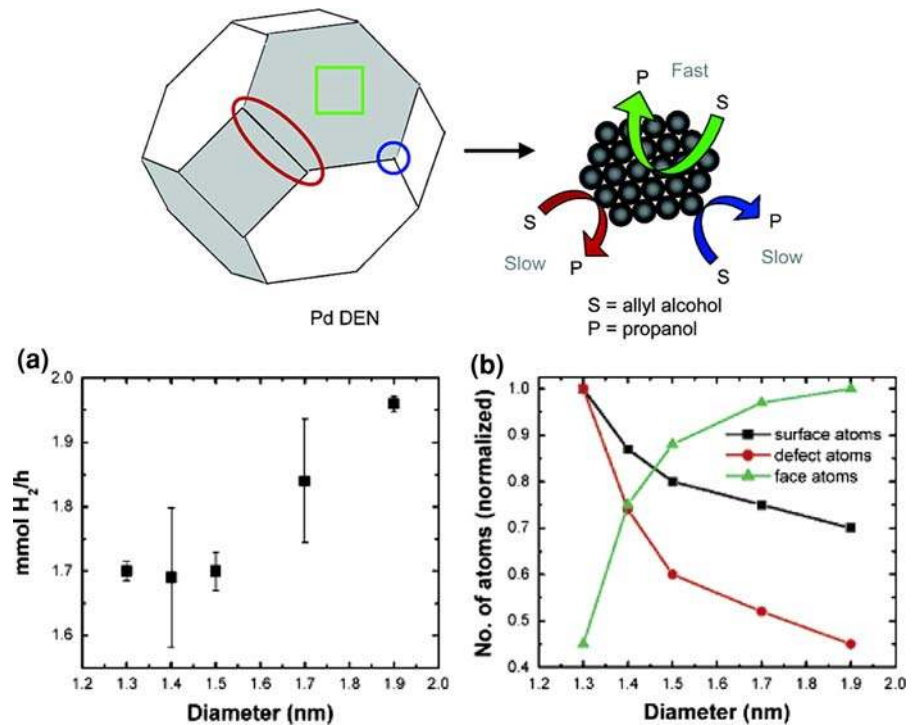 P
Fast
S
S
P
Slow
P
S
Slow
Pd DEN
S = allyl alcohol
P = propanol
(a)
2.0
1.9
1.8
1.7
1.6
mmol H₂/h
1.2 1.3 1.4 1.5 1.6 1.7 1.8 1.9 2.0
Diameter (nm)
(b)
1.0
0.9
0.8
0.7
0.6
0.5
0.4
No. of atoms (normalized)
surface atoms
defect atoms
face atoms
1.2 1.3 1.4 1.5 1.6 1.7 1.8 1.9 2.0
Diameter (nm)